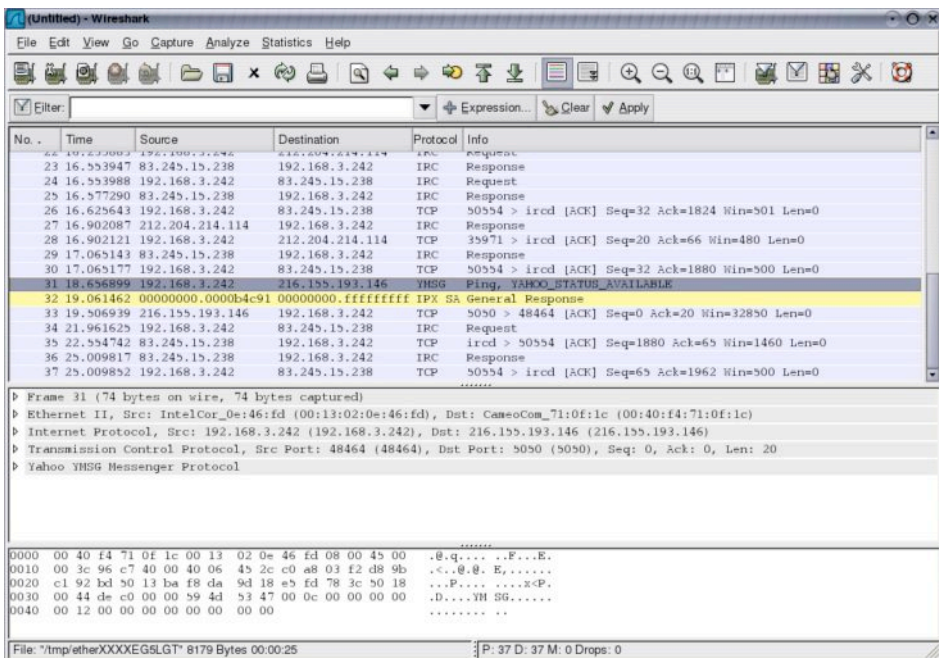 (Untitled) - Wireshark
File Edit View Go Capture Analyze Statistics Help
Filter: Expression... Clear Apply
No. . Time Source Destination Protocol Info
22 16.255885 192.168.3.242 212.204.214.114 IRC Request
23 16.553947 83.245.15.238 192.168.3.242 IRC Response
24 16.553988 192.168.3.242 83.245.15.238 IRC Request
25 16.577290 83.245.15.238 192.168.3.242 IRC Response
26 16.625643 192.168.3.242 83.245.15.238 TCP 50554 > ircd [ACK] Seq=32 Ack=1824 Win=501 Len=0
27 16.902087 212.204.214.114 192.168.3.242 IRC Response
28 16.902121 192.168.3.242 212.204.214.114 TCP 35971 > ircd [ACK] Seq=20 Ack=66 Win=480 Len=0
29 17.065143 83.245.15.238 192.168.3.242 IRC Response
30 17.065177 192.168.3.242 83.245.15.238 TCP 50554 > ircd [ACK] Seq=32 Ack=1880 Win=500 Len=0
31 18.656899 192.168.3.242 216.155.193.146 YMSG Ping, YAHOO_STATUS_AVAILABLE
32 19.061462 00000000.0000b4c91 00000000.fffffffff IPX SA General Response
33 19.506939 216.155.193.146 192.168.3.242 TCP 5050 > 48464 [ACK] Seq=0 Ack=20 Win=32850 Len=0
34 21.961625 192.168.3.242 83.245.15.238 IRC Request
35 22.554742 83.245.15.238 192.168.3.242 TCP ircd > 50554 [ACK] Seq=1880 Ack=65 Win=1460 Len=0
36 25.009817 83.245.15.238 192.168.3.242 IRC Response
37 25.009852 192.168.3.242 83.245.15.238 TCP 50554 > ircd [ACK] Seq=65 Ack=1962 Win=500 Len=0
Frame 31 (74 bytes on wire, 74 bytes captured)
Ethernet II, Src: IntelCor_0e:46:fd (00:13:02:0e:46:fd), Dst: CameoCom_71:0f:1c (00:40:f4:71:0f:1c)
Internet Protocol, Src: 192.168.3.242 (192.168.3.242), Dst: 216.155.193.146 (216.155.193.146)
Transmission Control Protocol, Src Port: 48464 (48464), Dst Port: 5050 (5050), Seq: 0, Ack: 0, Len: 20
Yahoo YMSG Messenger Protocol
0000 00 40 f4 71 0f 1c 00 13 02 0e 46 fd 08 00 45 00 .@.q.... ..F...E.
0010 00 3c 96 c7 40 00 40 06 45 2c c0 a8 03 f2 d8 9b .<..@.@. E,......
0020 c1 92 bd 50 13 ba f8 da 9d 18 e5 fd 78 3c 50 18 ...P.... ....x<P.
0030 00 44 de c0 00 00 59 4d 53 47 00 0c 00 00 00 00 .D....YM SG......
0040 00 12 00 00 00 00 00 00 00 00 ........ ..
File: "/tmp/etherXXXXEG5LGT" 8179 Bytes 00:00:25 P: 37 D: 37 M: 0 Drops: 0